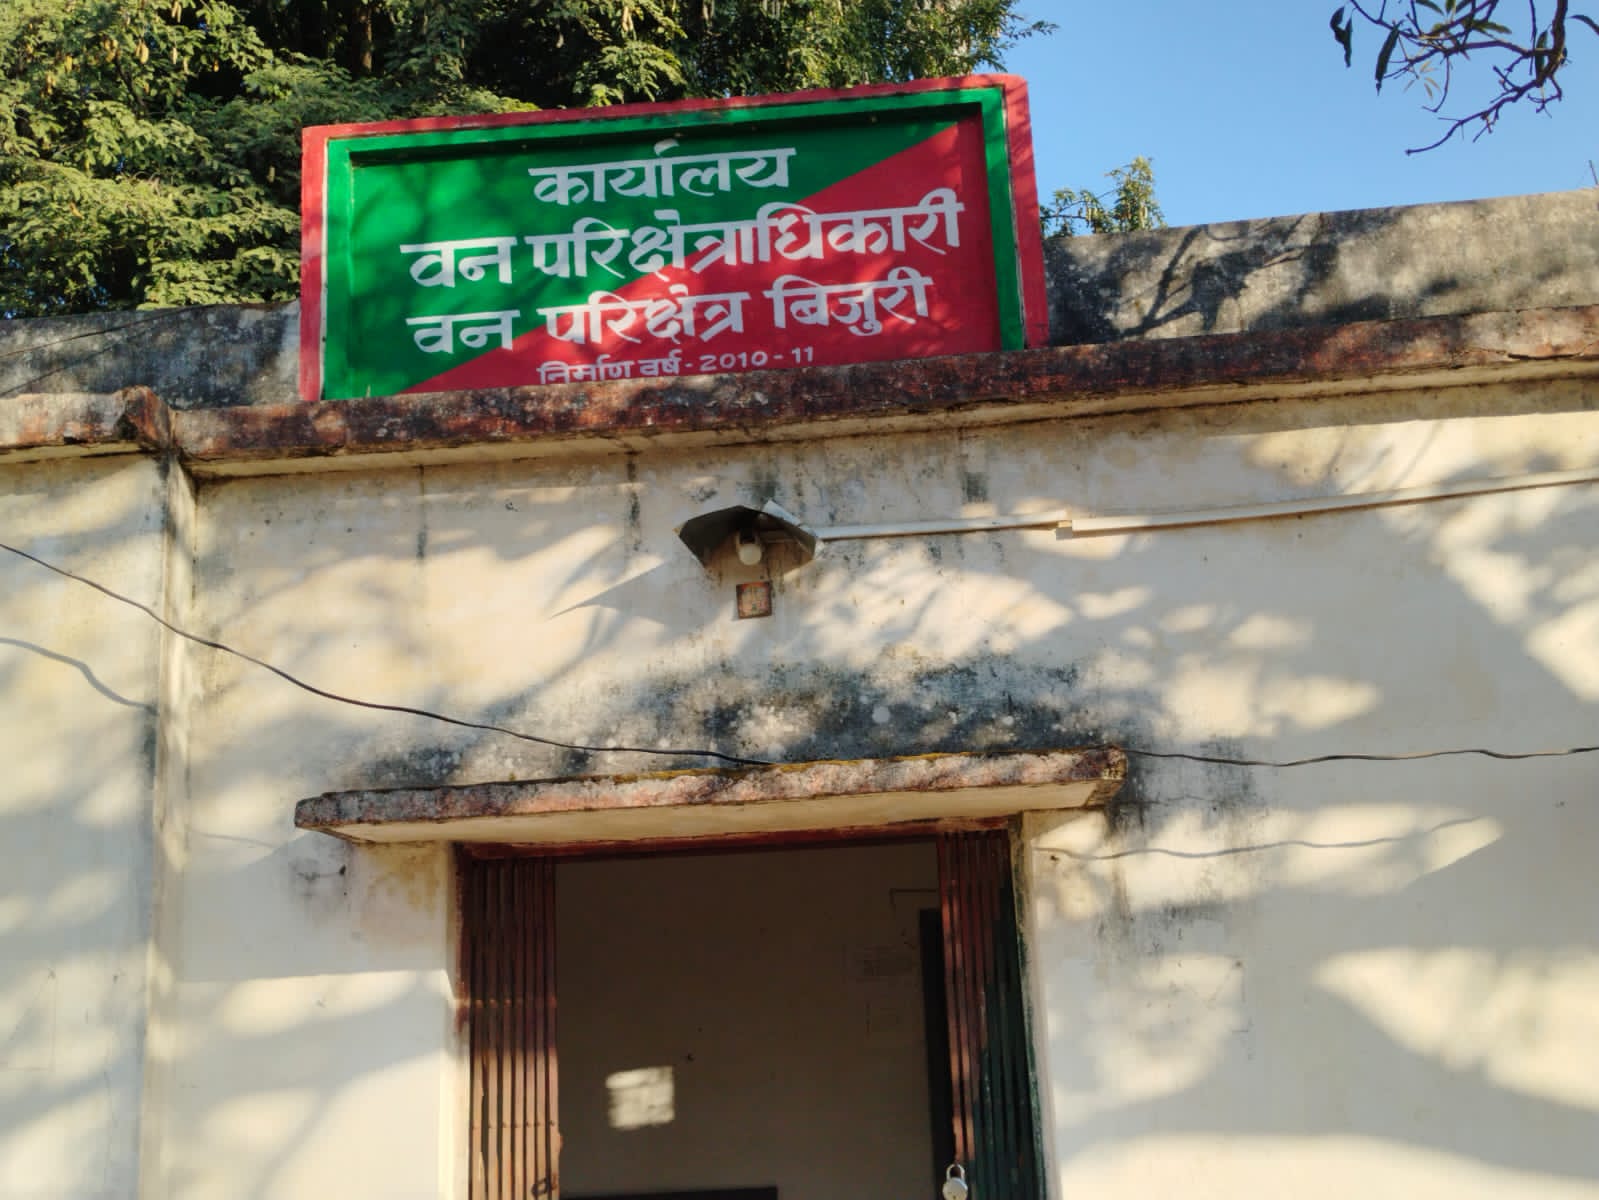 कार्यालय
वन परिक्षेत्राधिकारी
वन परिक्षेत्र बिजुरी
निर्माण वर्ष - 2010 - 11